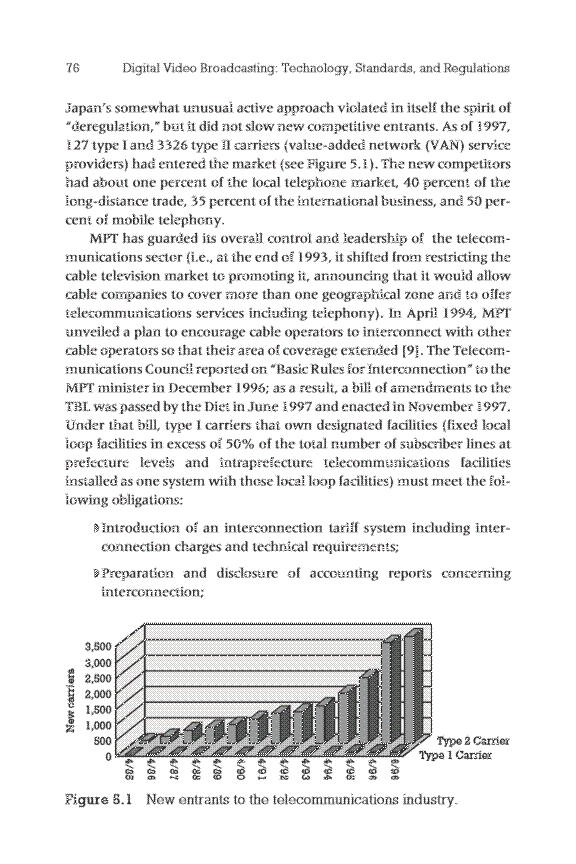 76 Digital Video Broadcasting: Technology, Standards, and Regulations
Japan's somewhat unusual active approach violated in itself the spirit of
"deregulation," but it did not slow new competitive entrants. As of 1997,
127 type I and 3326 type II carriers (value-added network (VAN) service
providers) had entered the market (see Figure 5.1). The new competitors
had about one percent of the local telephone market, 40 percent of the
long-distance trade, 35 percent of the international business, and 50 per-
cent of mobile telephony.
MPT has guarded its overall control and leadership of the telecom-
munications sector (i.e., at the end of 1993, it shifted from restricting the
cable television market to promoting it, announcing that it would allow
cable companies to cover more than one geographical zone and to offer
telecommunications services including telephony). In April 1994, MPT
unveiled a plan to encourage cable operators to interconnect with other
cable operators so that their area of coverage extended [9]. The Telecom-
munications Council reported on "Basic Rules for Interconnection" to the
MPT minister in December 1996; as a result, a bill of amendments to the
TBL was passed by the Diet in June 1997 and enacted in November 1997.
Under that bill, type I carriers that own designated facilities (fixed local
loop facilities in excess of 50% of the total number of subscriber lines at
prefecture levels and intraprefecture telecommunications facilities
installed as one system with those local loop facilities) must meet the fol-
lowing obligations:
Introduction of an interconnection tariff system including inter-
connection charges and technical requirements;
Preparation and disclosure of accounting reports concerning
interconnection;
New carriers
3,500
3,000
2,500
2,000
1,500
1,000
500
0
4/85 4/86 4/87 4/88 4/89 4/90 4/91 4/92 4/93 4/94 4/95 4/96 6/96
Type 2 Carrier
Type 1 Carrier
Figure 5.1 New entrants to the telecommunications industry.